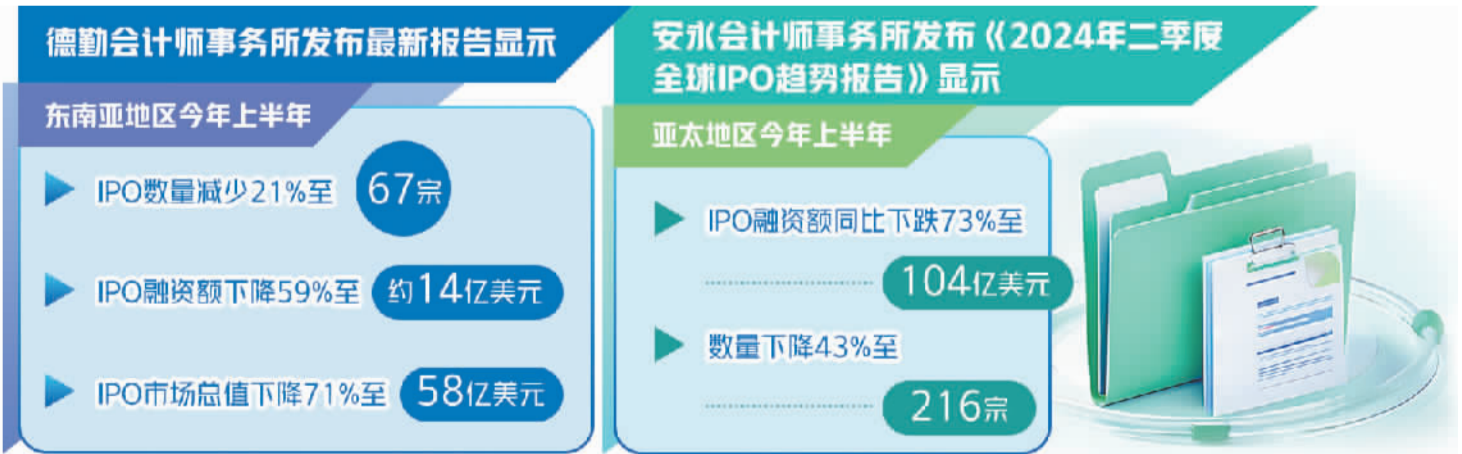 德勤会计师事务所发布最新报告显示
东南亚地区今年上半年
IPO数量减少21%至 67宗
IPO融资额下降59%至 约14亿美元
IPO市场总值下降71%至 58亿美元
安永会计师事务所发布《2024年二季度
全球IPO趋势报告》显示
亚太地区今年上半年
IPO融资额同比下跌73%至
104亿美元
数量下降43%至
216宗